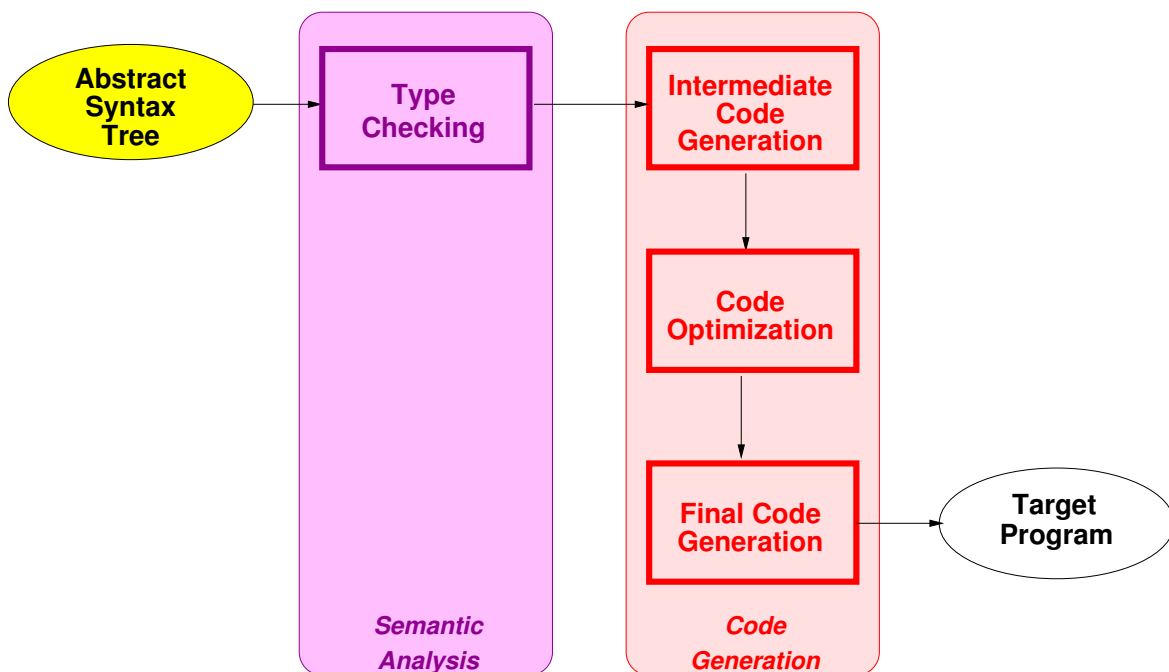 Abstract
Syntax
Tree
Type
Checking
Intermediate
Code
Generation
Code
Optimization
Final Code
Generation
Target
Program
Semantic
Analysis
Code
Generation